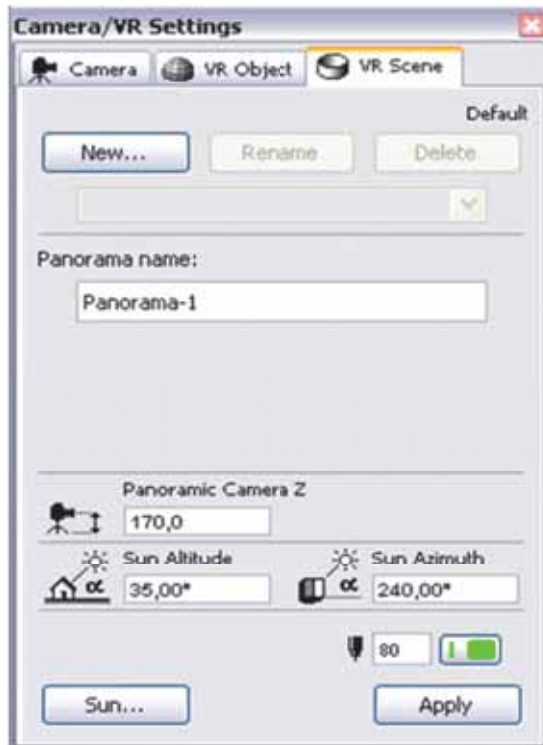 Camera/VR Settings
Camera
VR Object
VR Scene
Default
New...
Rename
Delete
Panorama name:
Panorama-1
Panoramic Camera Z
170,0
Sun Altitude
Sun Azimuth
α
35,00°
α
240,00°
80
Sun...
Apply